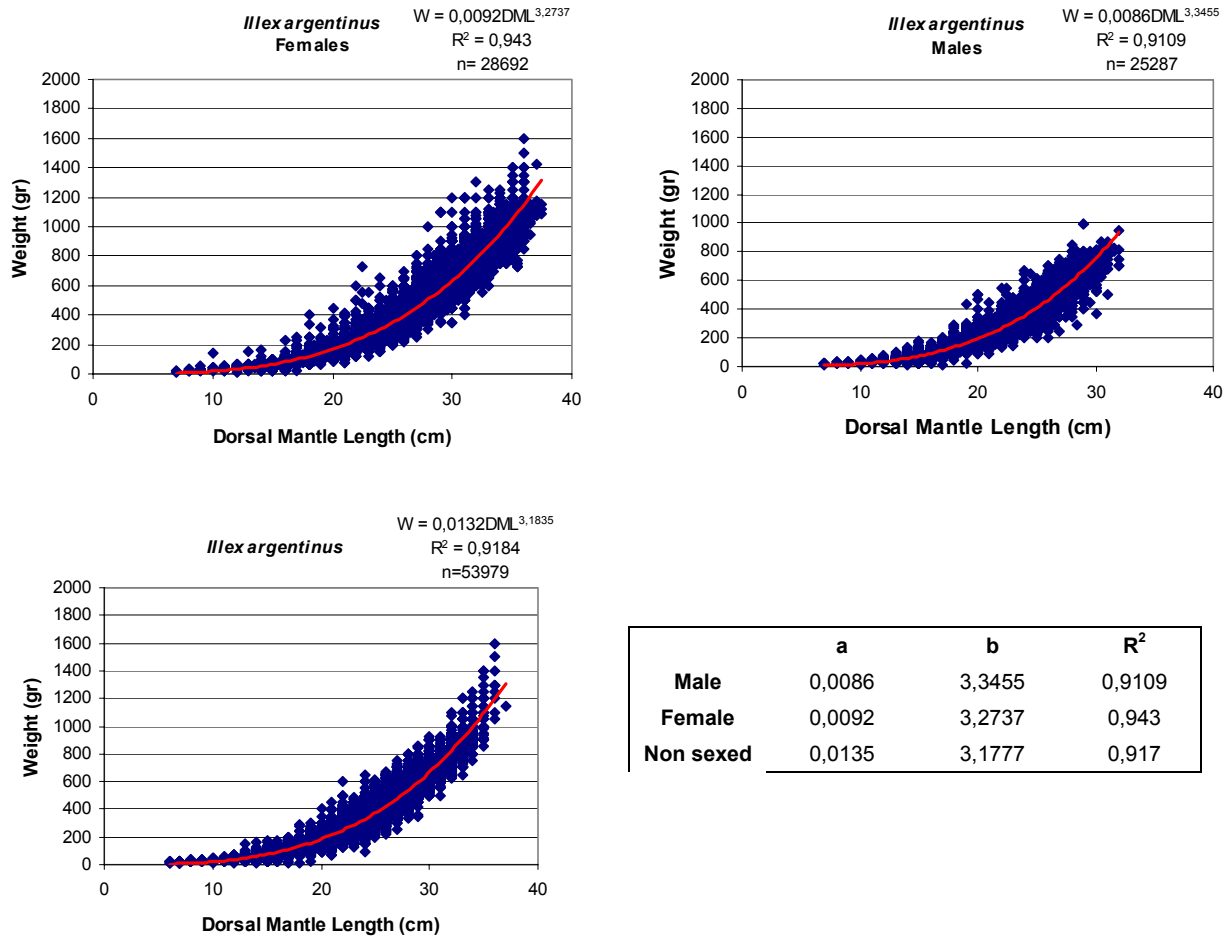 Illex argentinus
Females
W = 0,0092DML^3,2737
R² = 0,943
n= 28692
2000
1800
1600
1400
1200
1000
800
600
400
200
0
Weight (gr)
0 10 20 30 40
Dorsal Mantle Length (cm)
Illex argentinus
Males
W = 0,0086DML^3,3455
R² = 0,9109
n= 25287
2000
1800
1600
1400
1200
1000
800
600
400
200
0
Weight (gr)
0 10 20 30 40
Dorsal Mantle Length (cm)
Illex argentinus
W = 0,0132DML^3,1835
R² = 0,9184
n=53979
2000
1800
1600
1400
1200
1000
800
600
400
200
0
Weight (gr)
0 10 20 30 40
Dorsal Mantle Length (cm)
a b R²
Male 0,0086 3,3455 0,9109
Female 0,0092 3,2737 0,943
Non sexed 0,0135 3,1777 0,917